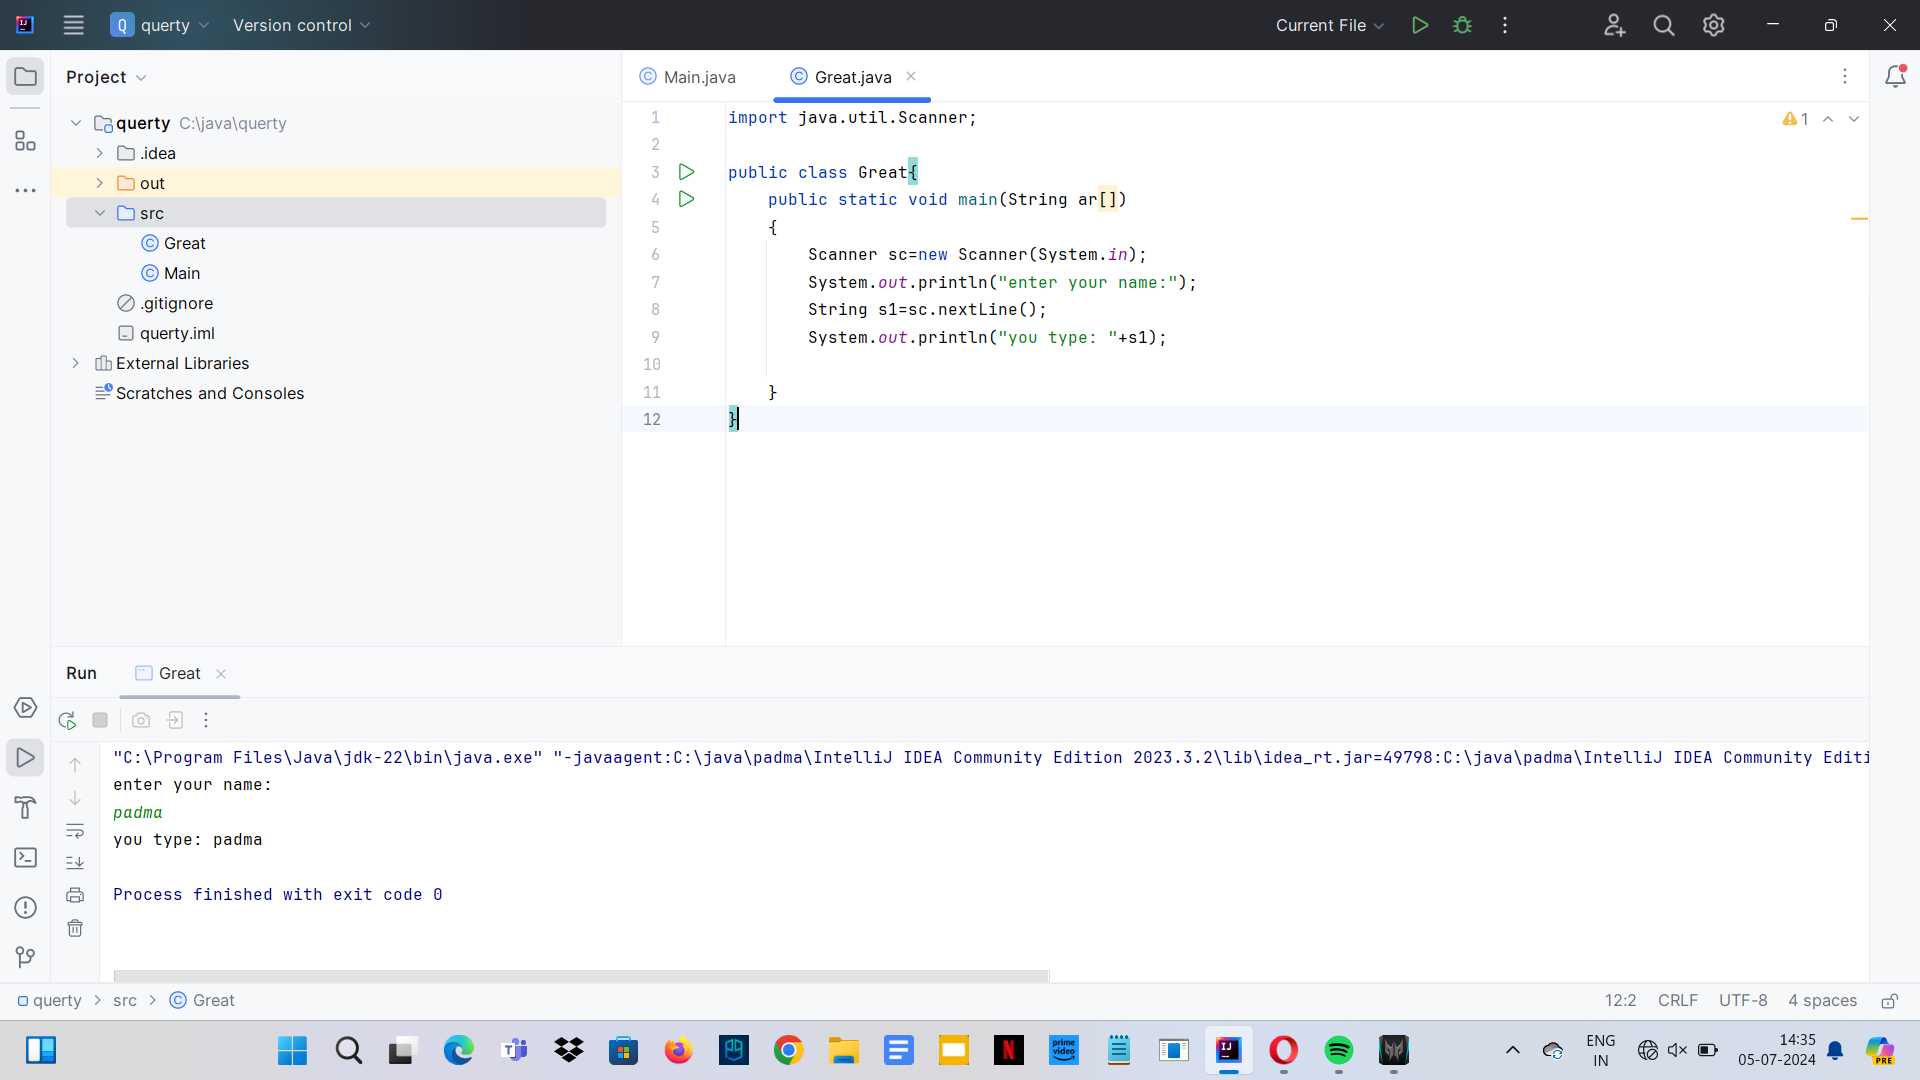 querty
Version control
Current File
Project
Main.java
Great.java
querty C:\java\querty
.idea
out
src
Great
Main
.gitignore
querty.iml
External Libraries
Scratches and Consoles
1 import java.util.Scanner;
2
3 public class Great{
4 public static void main(String ar[])
5 {
6 Scanner sc=new Scanner(System.in);
7 System.out.println("enter your name:");
8 String s1=sc.nextLine();
9 System.out.println("you type: "+s1);
10
11 }
12 }
1
Run
Great
"C:\Program Files\Java\jdk-22\bin\java.exe" "-javaagent:C:\java\padma\IntelliJ IDEA Community Edition 2023.3.2\lib\idea_rt.jar=49798:C:\java\padma\IntelliJ IDEA Community Editi
enter your name:
padma
you type: padma
Process finished with exit code 0
querty > src > Great
12:2 CRLF UTF-8 4 spaces
prime video
ENG
IN
14:35
05-07-2024
PRE